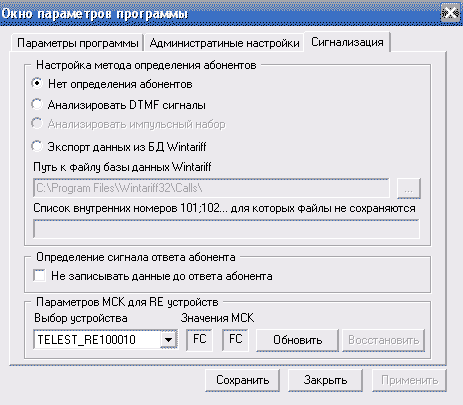 Окно параметров программы
Параметры программы Административные настройки Сигнализация
Настройка метода определения абонентов
Нет определения абонентов
Анализировать DTMF сигналы
Анализировать импульсный набор
Экспорт данных из БД Wintariff
Путь к файлу базы данных Wintariff
C:\Program Files\Wintariff32\Calls\ ...
Список внутренних номеров 101;102... для которых файлы не сохраняются
Определение сигнала ответа абонента
Не записывать данные до ответа абонента
Параметров МСК для RE устройств
Выбор устройства Значения МСК
TELEST_RE100010 FC FC Обновить Восстановить
Сохранить Закрыть Применить